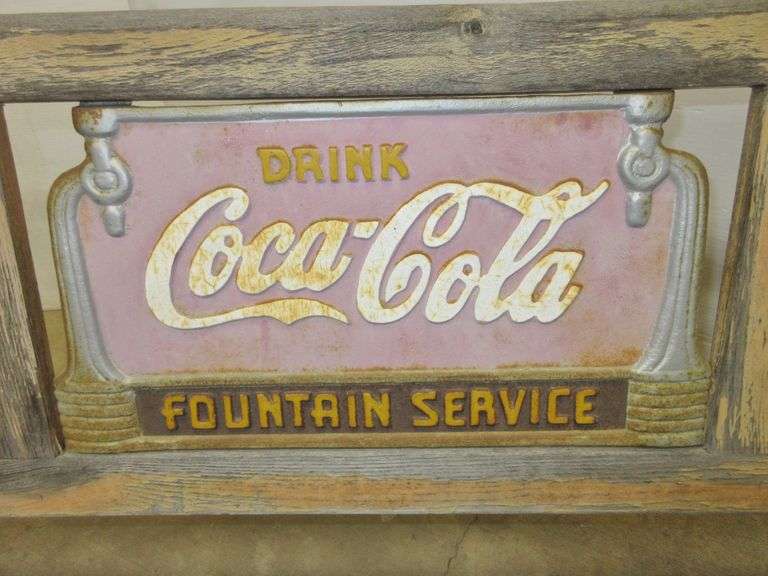 DRINK
Coca-Cola
FOUNTAIN SERVICE